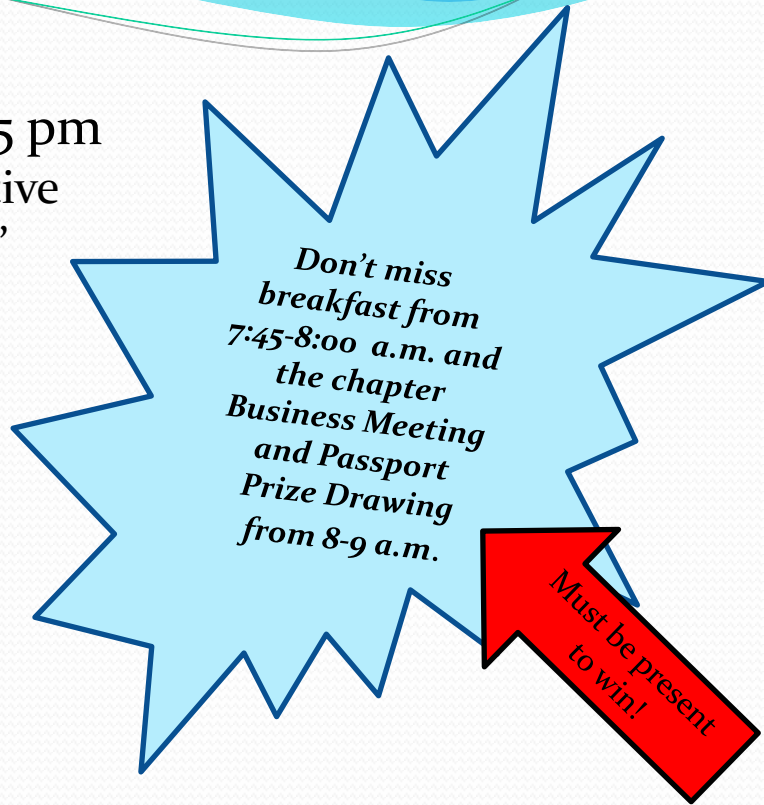 5 pm
tive
’
Don’t miss
breakfast from
7:45-8:00 a.m. and
the chapter
Business Meeting
and Passport
Prize Drawing
from 8-9 a.m.
Must be present
to win!